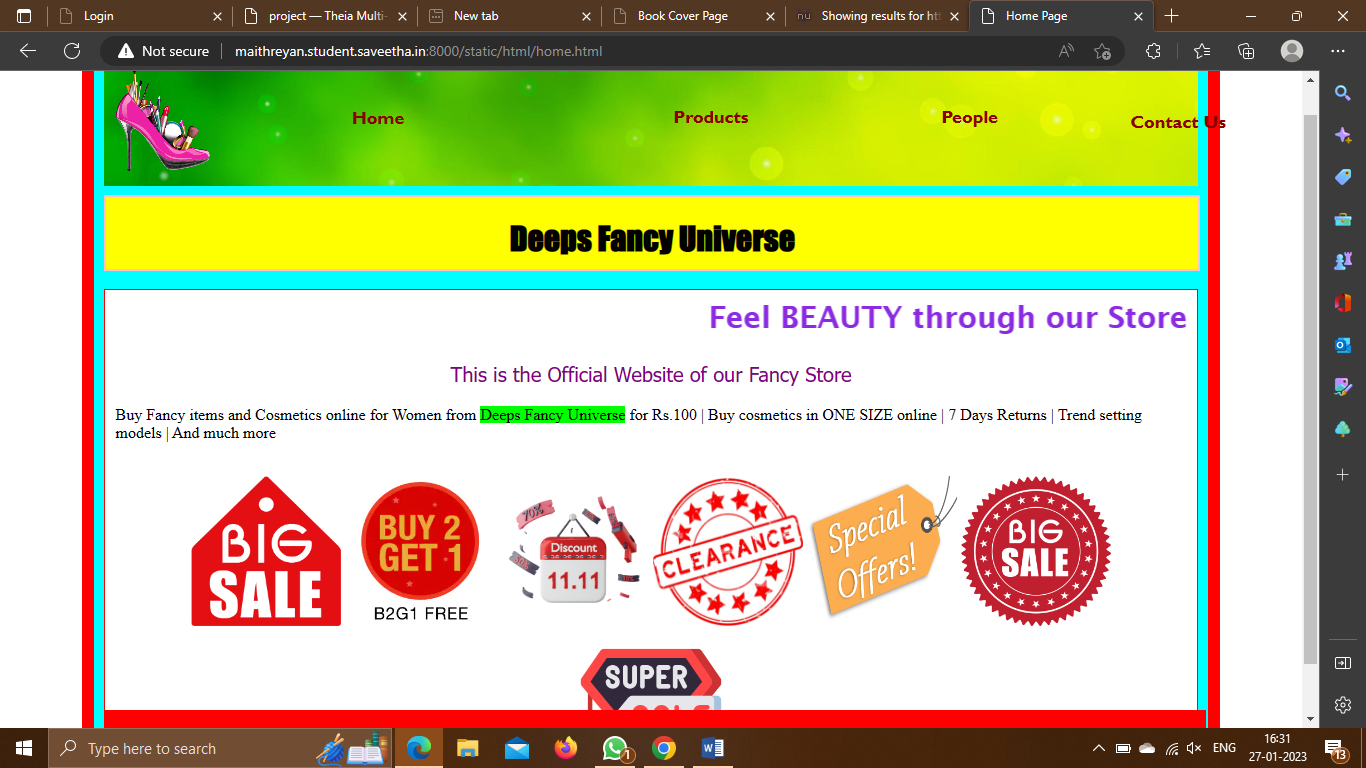 Login
project — Theia Multi-
New tab
Book Cover Page
nu
Showing results for ht
Home Page
Not secure
maithreyan.student.saveetha.in:8000/static/html/home.html
Home
Products
People
Contact Us
Deeps Fancy Universe
Feel BEAUTY through our Store
This is the Official Website of our Fancy Store
Buy Fancy items and Cosmetics online for Women from Deeps Fancy Universe for Rs.100 | Buy cosmetics in ONE SIZE online | 7 Days Returns | Trend setting
models | And much more
BIG
SALE
BUY 2
GET 1
B2G1 FREE
70%
Discount
11.11
CLEARANCE
Special
Offers!
BIG
SALE
SUPER
SALE
Type here to search
1
W
ENG
16:31
27-01-2023
13